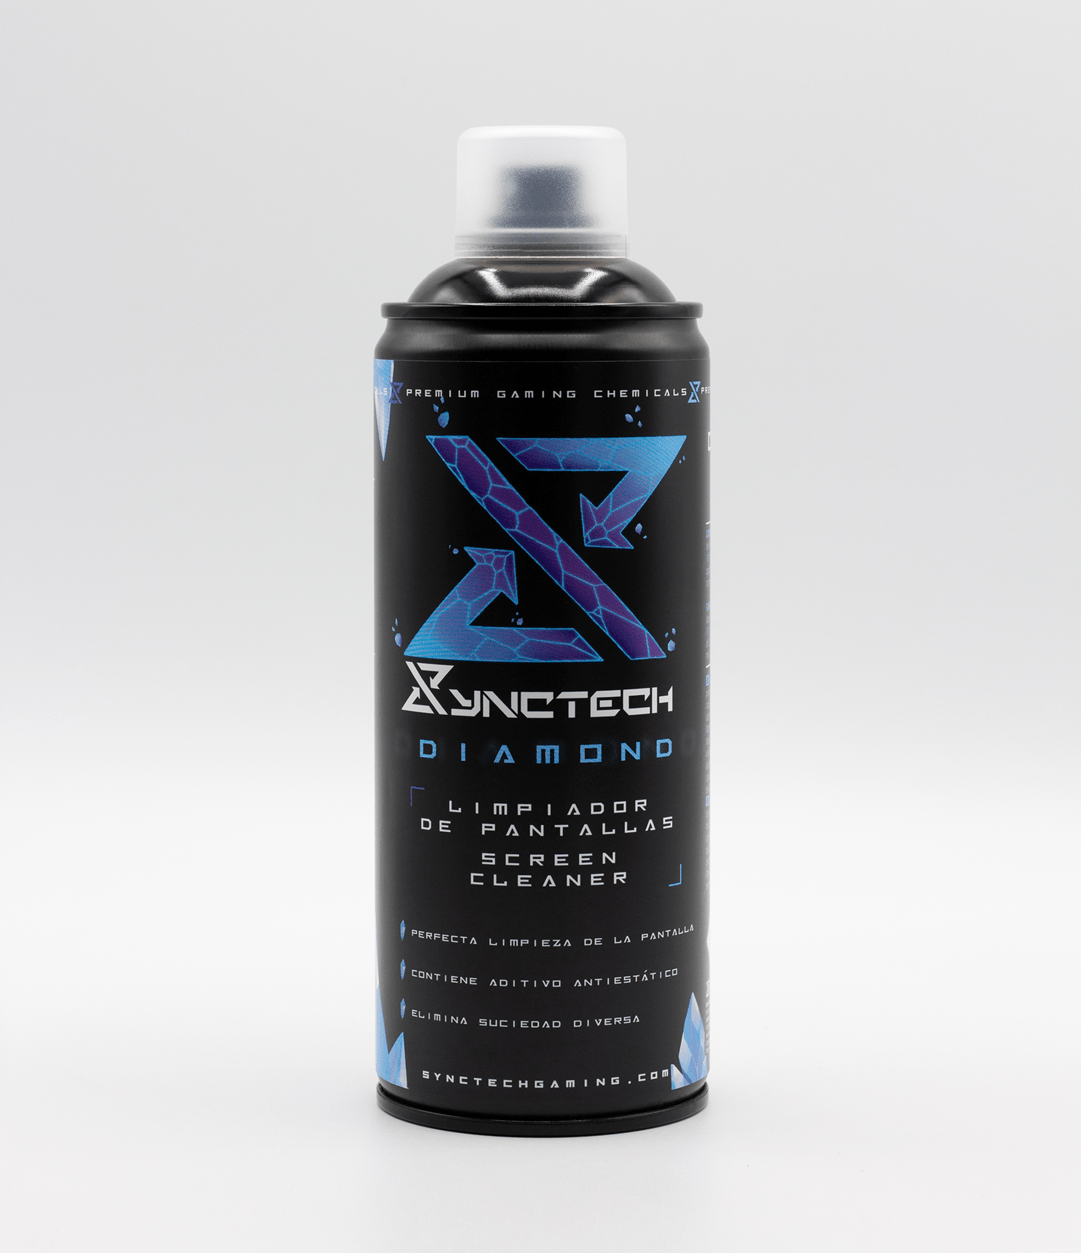 PREMIUM GAMING CHEMICALS
SYNCTECH
DIAMOND
LIMPIADOR
DE PANTALLAS
SCREEN
CLEANER
PERFECTA LIMPIEZA DE LA PANTALLA
CONTIENE ADITIVO ANTIESTÁTICO
ELIMINA SUCIEDAD DIVERSA
SYNCTECHGAMING.COM